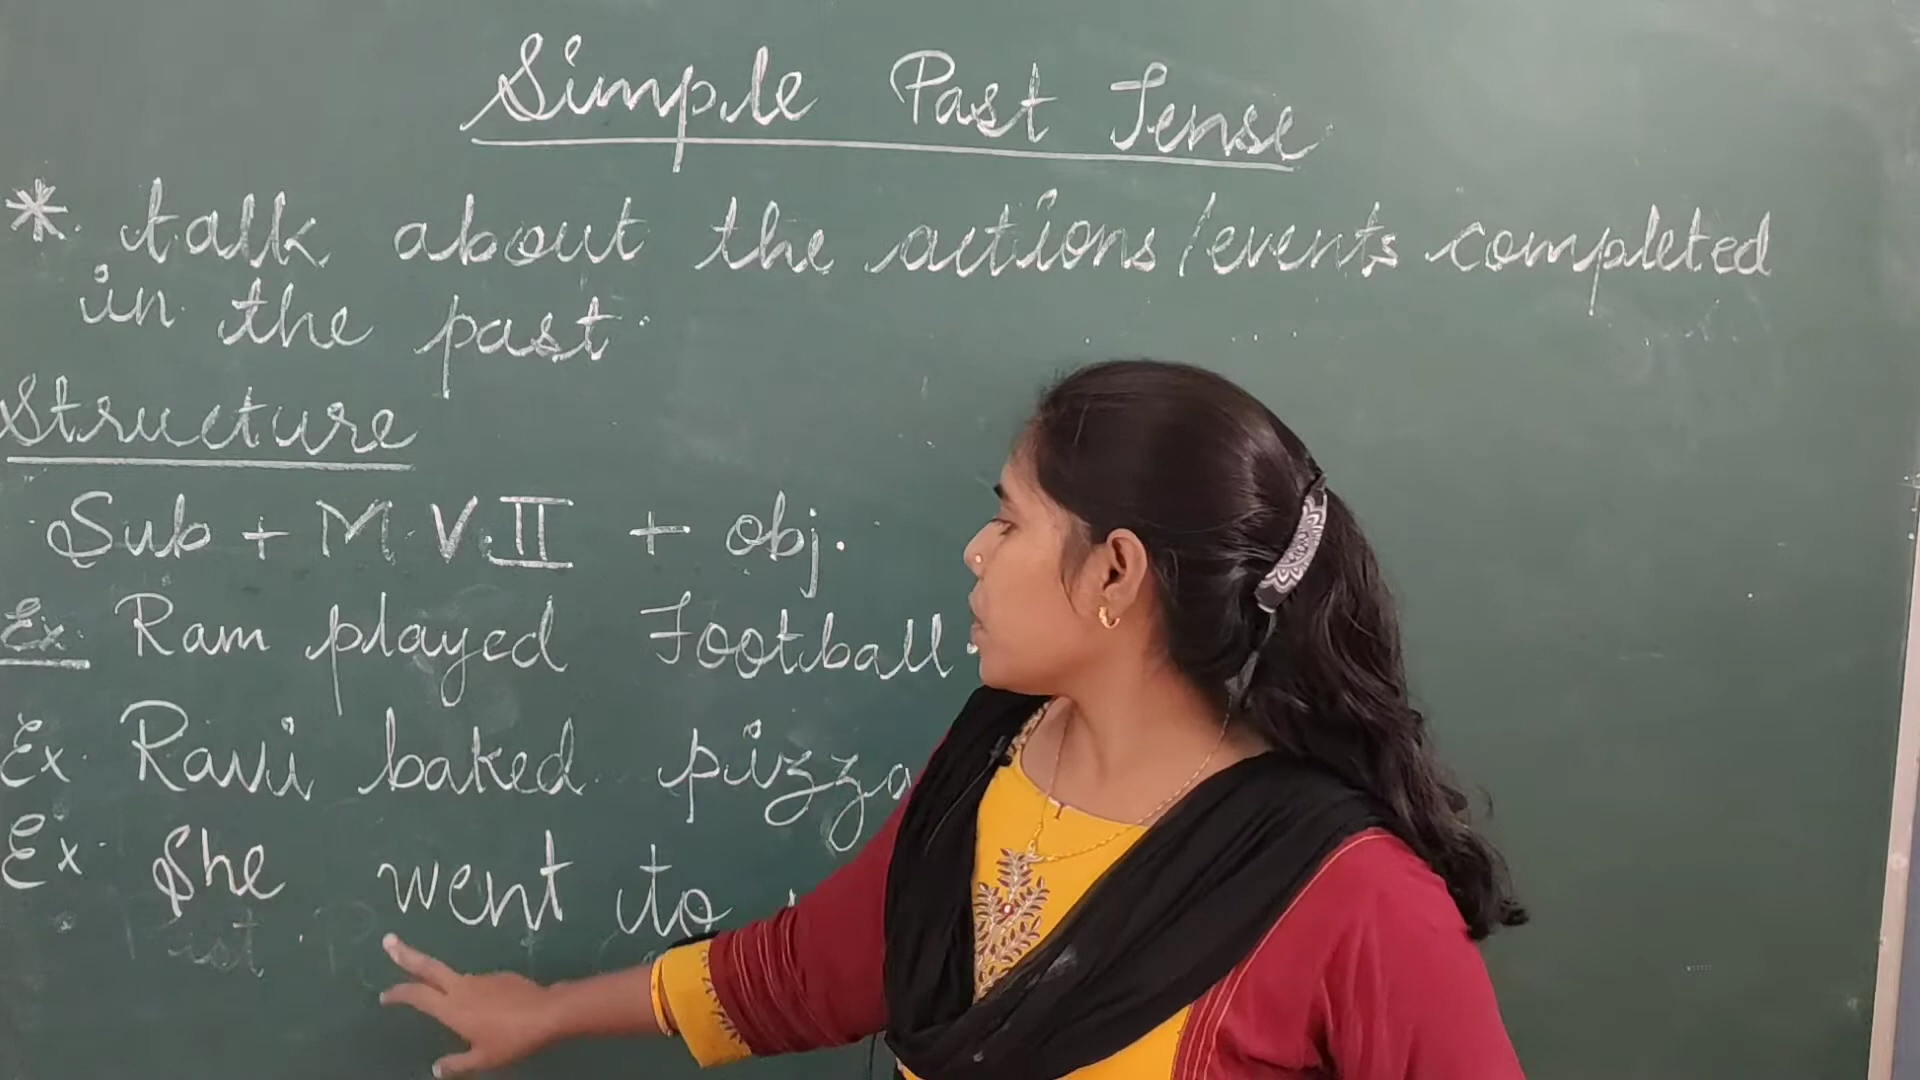 Simple Past Tense
* talk about the actions/events completed
in the past.
Structure
Sub + M.V.II + obj.
Ex. Ram played Football.
Ex. Ravi baked pizza
Ex. She went to